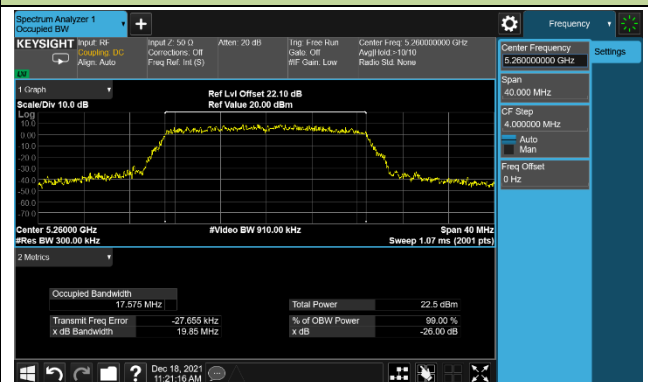 Spectrum Analyzer 1
Occupied BW
+
Frequency
KEYSIGHT
Input: RF
Coupling: DC
Align: Auto
Input Z: 50 Ω
Corrections: Off
Freq Ref: Int (S)
Atten: 20 dB
Trig: Free Run
Gate: Off
#IF Gain: Low
Center Freq: 5.260000000 GHz
Avg|Hold:>10/10
Radio Std: None
LVI
Center Frequency
5.260000000 GHz
Settings
Span
40.000 MHz
CF Step
4.000000 MHz
Auto
Man
Freq Offset
0 Hz
1 Graph
Scale/Div 10.0 dB
Ref Lvl Offset 22.10 dB
Ref Value 20.00 dBm
Log
10.0
0.00
-10.0
-20.0
-30.0
-40.0
-50.0
-60.0
-70.0
Center 5.26000 GHz
#Video BW 910.00 kHz
Span 40 MHz
#Res BW 300.00 kHz
Sweep 1.07 ms (2001 pts)
2 Metrics
Occupied Bandwidth
17.575 MHz
Total Power
22.5 dBm
Transmit Freq Error
-27.655 kHz
% of OBW Power
99.00 %
x dB Bandwidth
19.85 MHz
x dB
-26.00 dB
?
Dec 18, 2021
11:21:16 AM